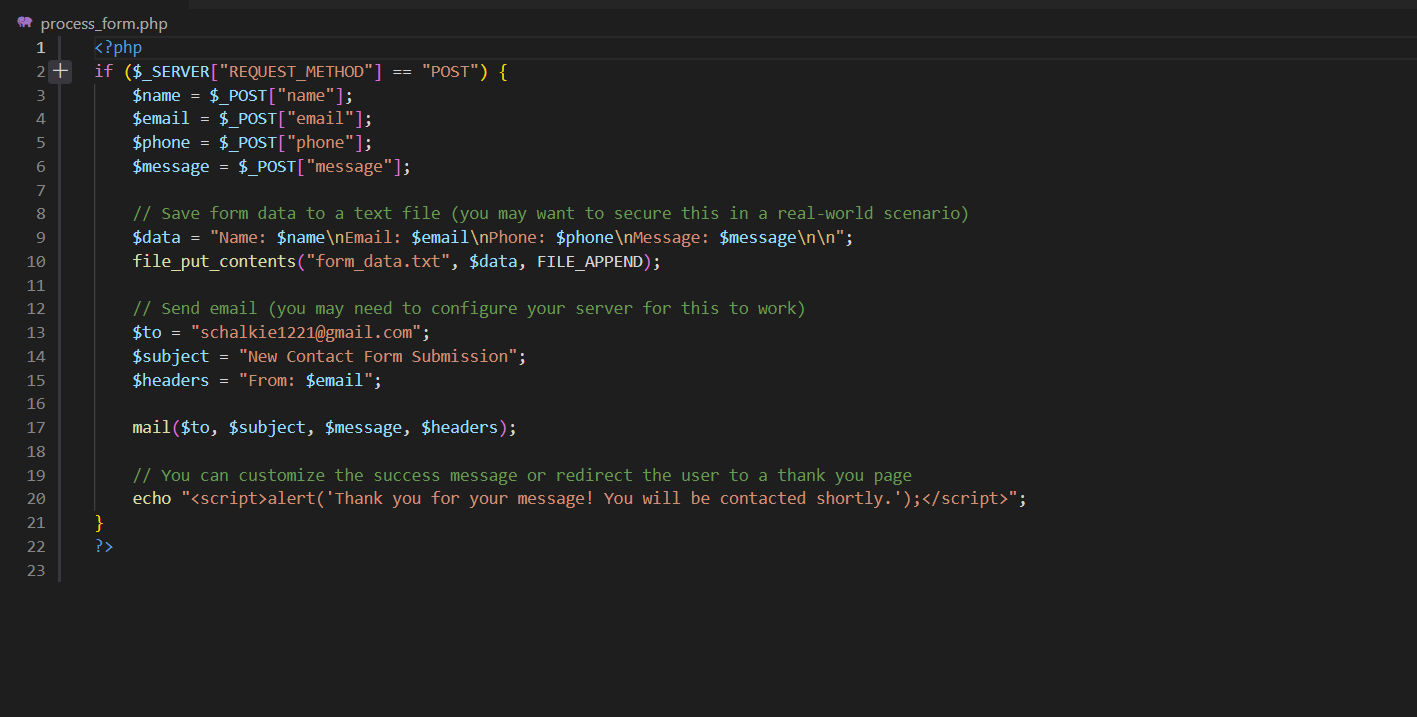 process_form.php
1 <?php
2 if ($_SERVER["REQUEST_METHOD"] == "POST") {
3 $name = $_POST["name"];
4 $email = $_POST["email"];
5 $phone = $_POST["phone"];
6 $message = $_POST["message"];
7
8 // Save form data to a text file (you may want to secure this in a real-world scenario)
9 $data = "Name: $name\nEmail: $email\nPhone: $phone\nMessage: $message\n\n";
10 file_put_contents("form_data.txt", $data, FILE_APPEND);
11
12 // Send email (you may need to configure your server for this to work)
13 $to = "schalkie1221@gmail.com";
14 $subject = "New Contact Form Submission";
15 $headers = "From: $email";
16
17 mail($to, $subject, $message, $headers);
18
19 // You can customize the success message or redirect the user to a thank you page
20 echo "<script>alert('Thank you for your message! You will be contacted shortly.');</script>";
21 }
22 ?>
23